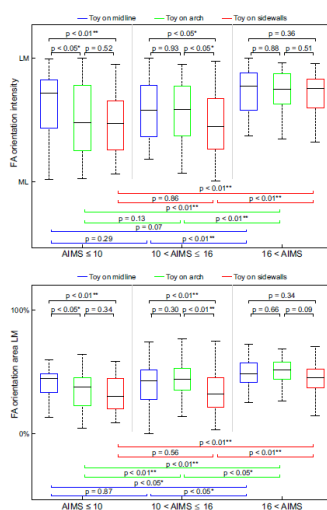 Toy on midline Toy on arch Toy on sidewalls
FA orientation intensity
LM
ML
p < 0.01** p < 0.05* p = 0.36
p < 0.05* p = 0.52 p = 0.93 p < 0.05* p = 0.88 p = 0.51
p < 0.01**
p = 0.86 p < 0.01**
p < 0.01**
p = 0.13 p < 0.01**
p = 0.07
p = 0.29 p < 0.01**
AIMS ≤ 10 10 < AIMS ≤ 16 16 < AIMS
Toy on midline Toy on arch Toy on sidewalls
FA orientation area LM
100%
0%
p < 0.01** p < 0.01** p = 0.34
p < 0.05* p = 0.34 p = 0.30 p < 0.01** p = 0.66 p = 0.09
p < 0.01**
p = 0.56 p < 0.01**
p < 0.01**
p < 0.01** p < 0.05*
p < 0.05*
p = 0.87 p < 0.05*
AIMS ≤ 10 10 < AIMS ≤ 16 16 < AIMS